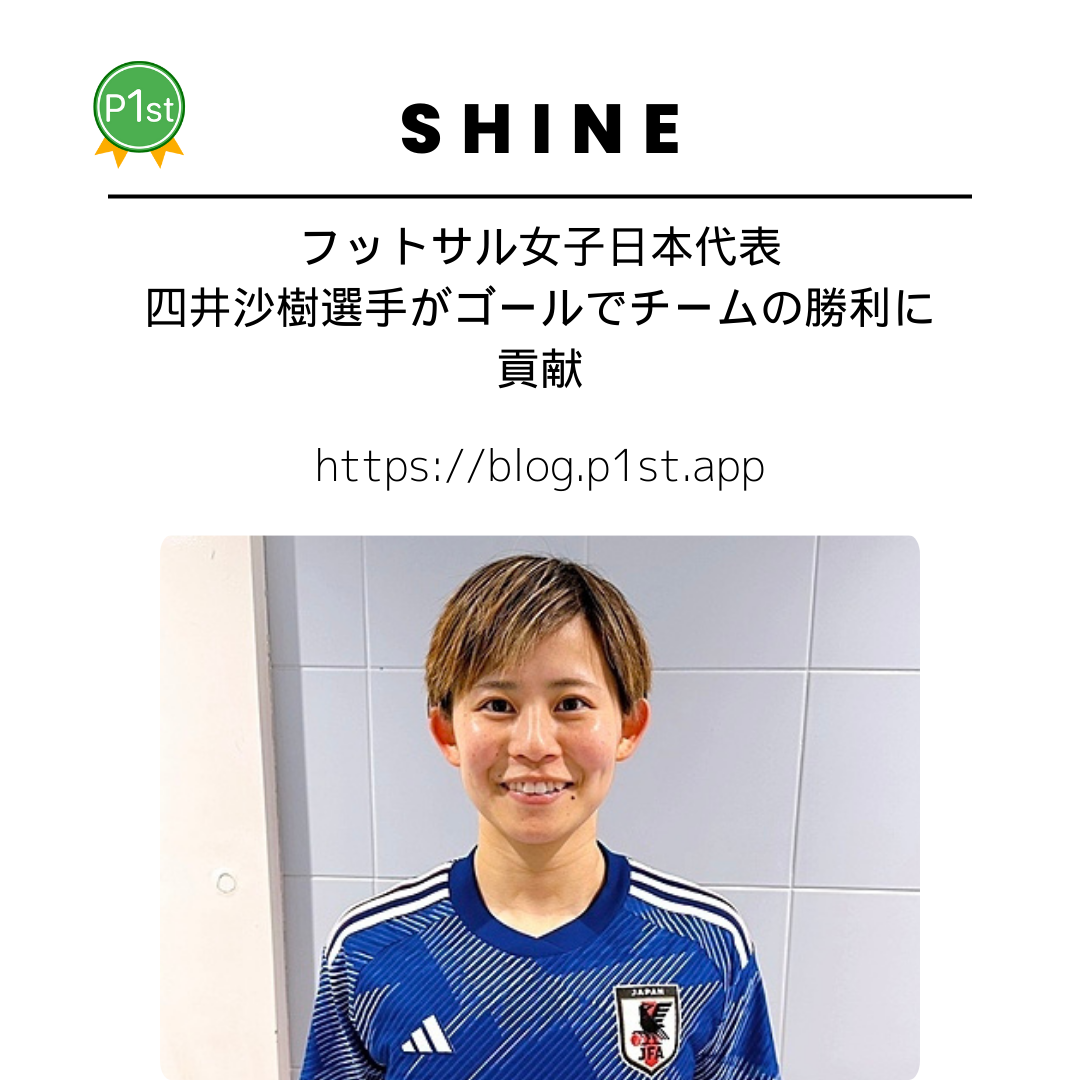 P1st
SHINE
フットサル女子日本代表
四井沙樹選手がゴールでチームの勝利に
貢献
https://blog.p1st.app
JAPAN
JFA